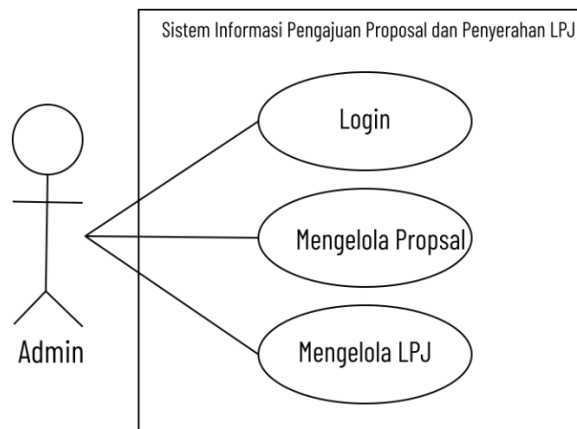 Sistem Informasi Pengajuan Proposal dan Penyerahan LPJ
Login
Mengelola Propsal
Mengelola LPJ
Admin